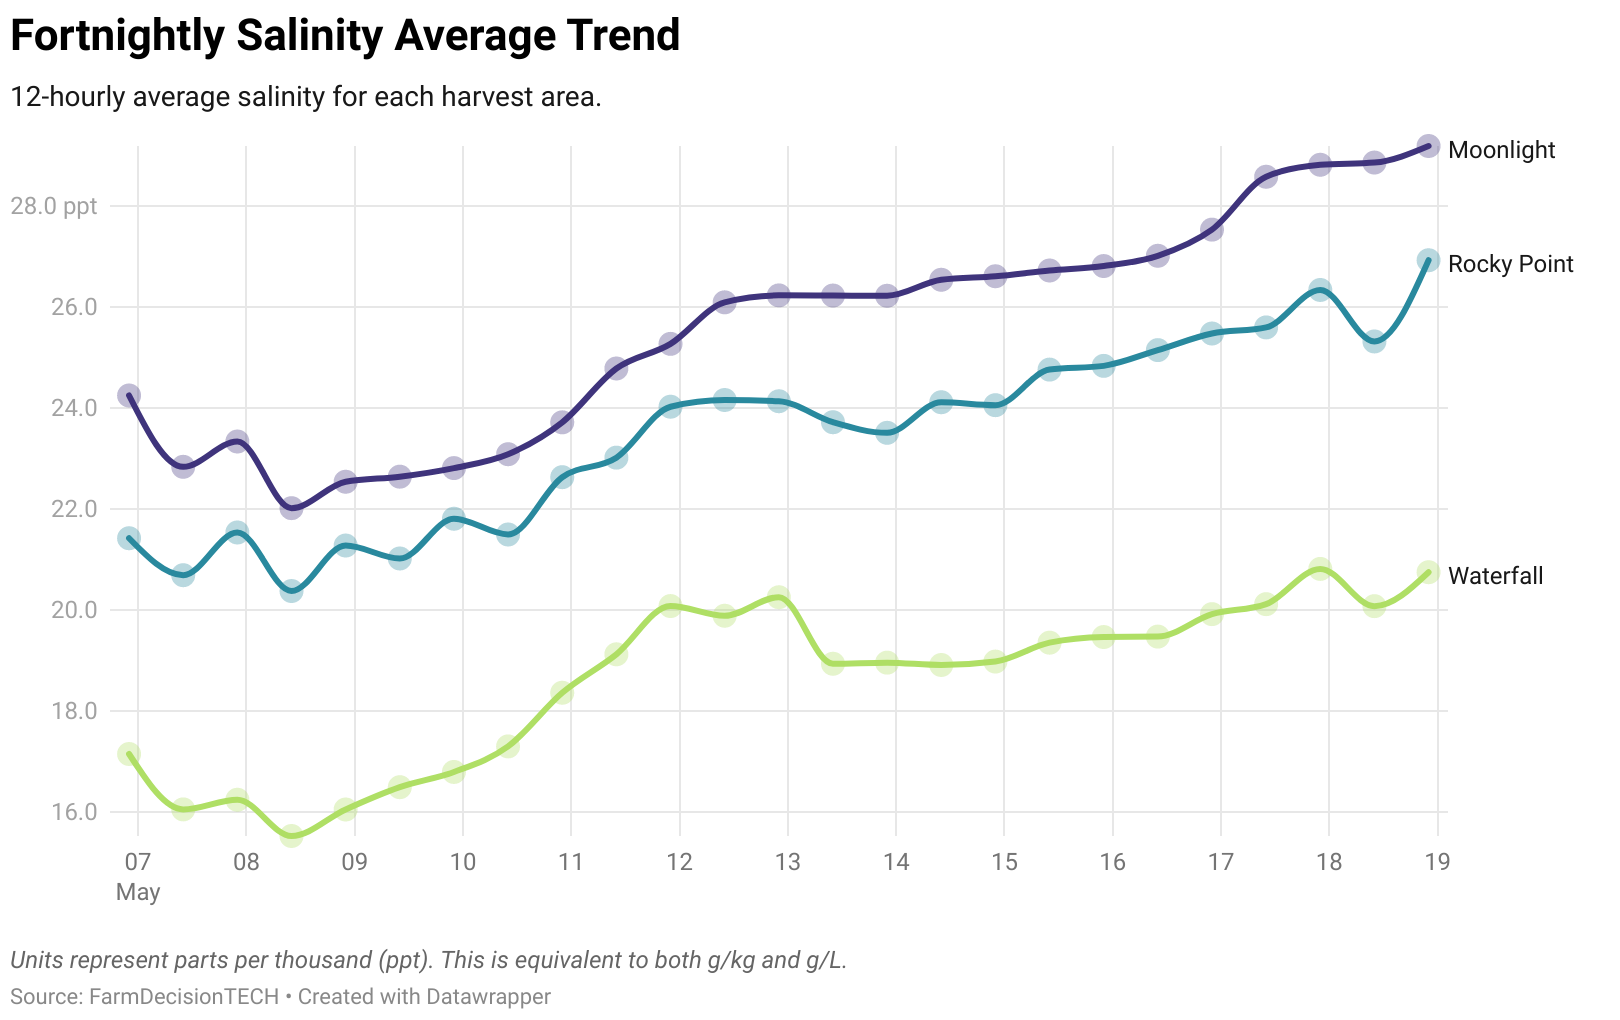 Fortnightly Salinity Average Trend
12-hourly average salinity for each harvest area.
Moonlight
28.0 ppt
Rocky Point
26.0
24.0
22.0
Waterfall
20.0
18.0
16.0
07 08 09 10 11 12 13 14 15 16 17 18 19
May
Units represent parts per thousand (ppt). This is equivalent to both g/kg and g/L.
Source: FarmDecisionTECH • Created with Datawrapper